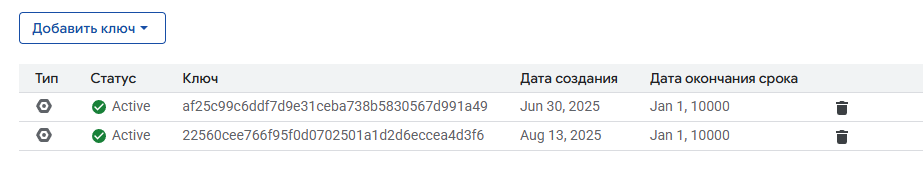 Добавить ключ
Тип Статус Ключ Дата создания Дата окончания срока
Active af25c99c6ddf7d9e31ceba738b5830567d991a49 Jun 30, 2025 Jan 1, 10000
Active 22560cee766f95f0d0702501a1d2d6eccea4d3f6 Aug 13, 2025 Jan 1, 10000